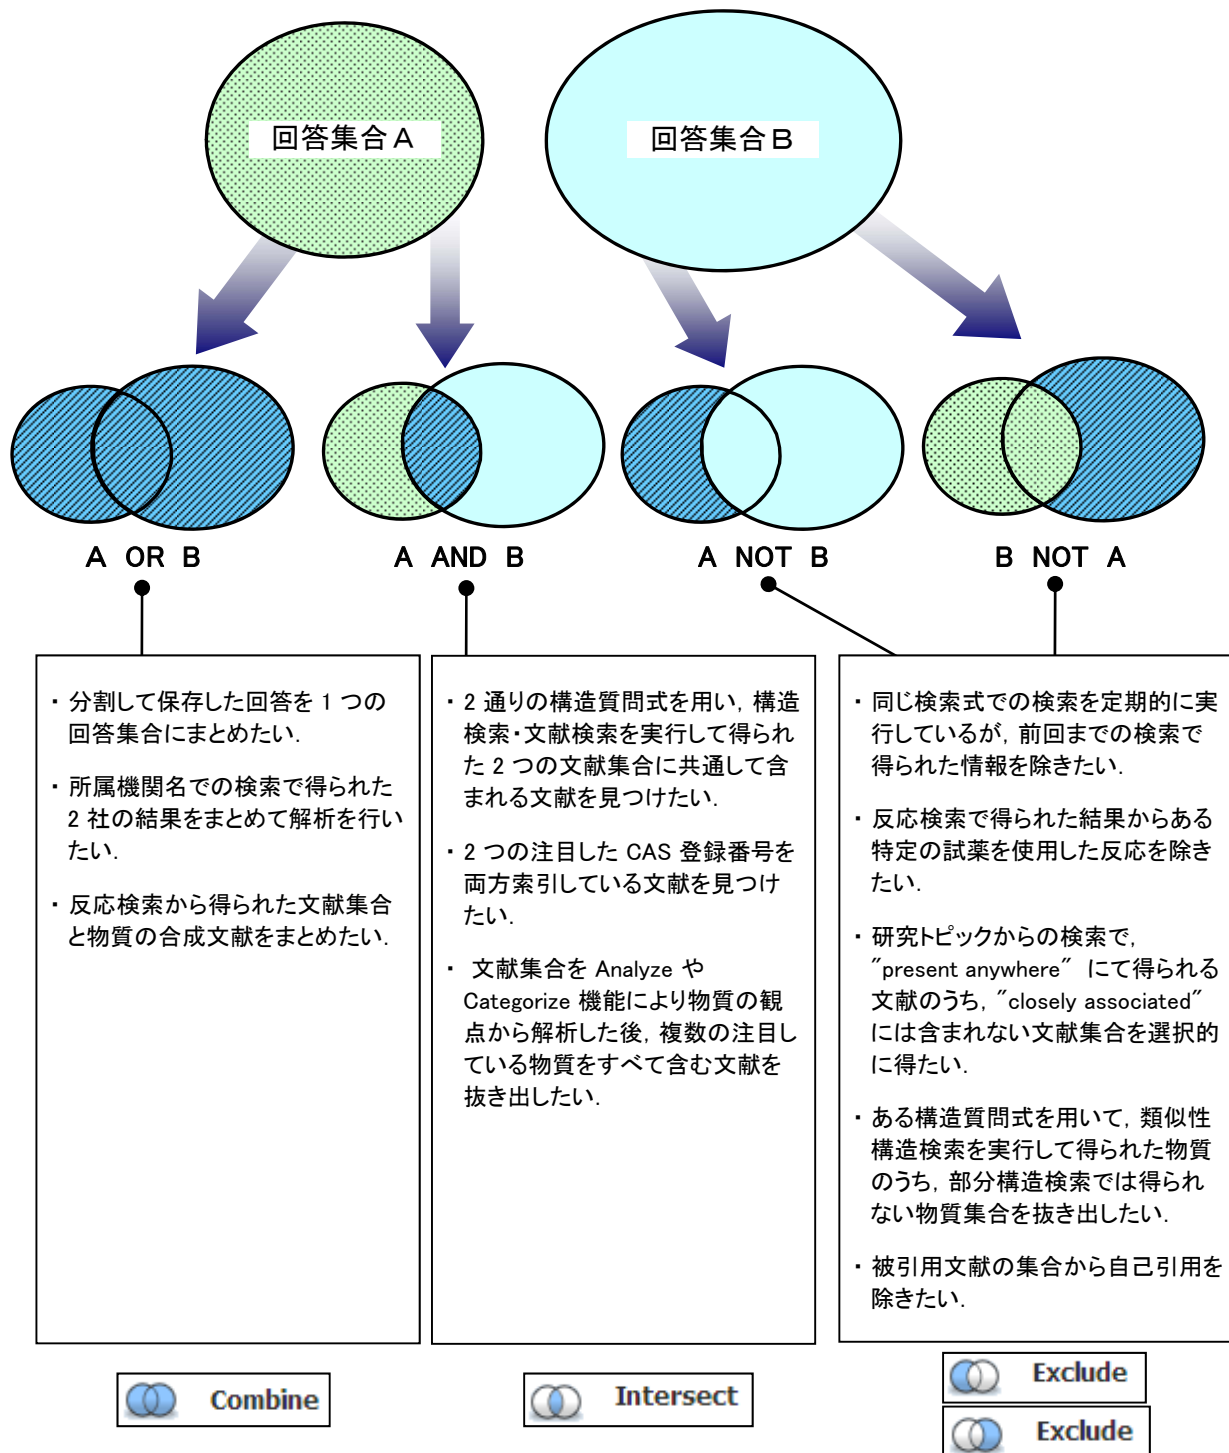 回答集合A
回答集合B
A OR B
A AND B
A NOT B
B NOT A
・ 分割して保存した回答を 1 つの
回答集合にまとめたい.
・ 所属機関名での検索で得られた
2 社の結果をまとめて解析を行い
たい.
・ 反応検索から得られた文献集合
と物質の合成文献をまとめたい.
・ 2 通りの構造質問式を用い, 構造
検索・文献検索を実行して得られ
た 2 つの文献集合に共通して含
まれる文献を見つけたい.
・ 2 つの注目した CAS 登録番号を
両方索引している文献を見つけ
たい.
・ 文献集合を Analyze や
Categorize 機能により物質の観
点から解析した後, 複数の注目し
ている物質をすべて含む文献を
抜き出したい.
・ 同じ検索式での検索を定期的に実
行しているが, 前回までの検索で
得られた情報を除きたい.
・ 反応検索で得られた結果からある
特定の試薬を使用した反応を除き
たい.
・ 研究トピックからの検索で,
"present anywhere" にて得られる
文献のうち, "closely associated"
には含まれない文献集合を選択的
に得たい.
・ ある構造質問式を用いて, 類似性
構造検索を実行して得られた物質
のうち, 部分構造検索では得られ
ない物質集合を抜き出したい.
・ 被引用文献の集合から自己引用を
除きたい.
Combine
Intersect
Exclude
Exclude